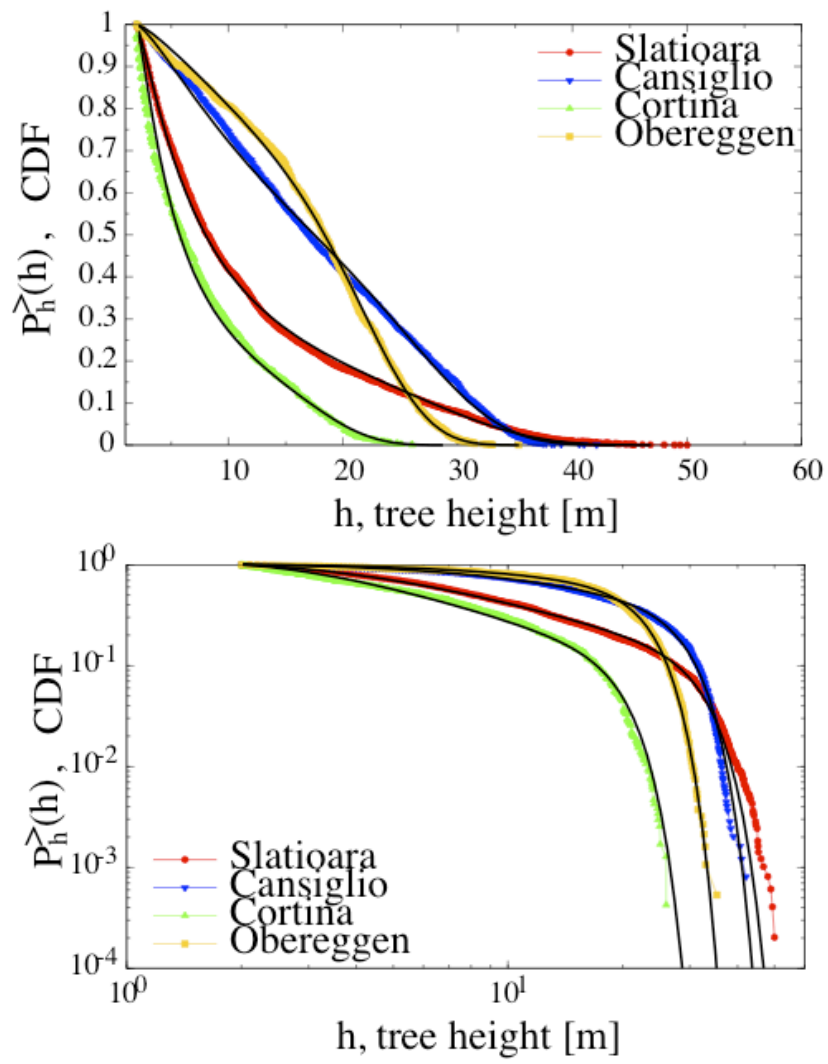 1
0.9
0.8
0.7
0.6
0.5
0.4
0.3
0.2
0.1
0
P_h^>(h) , CDF
Slatioara
Cansiglio
Cortina
Obereggen
10 20 30 40 50 60
h, tree height [m]
10^0
10^-1
10^-2
10^-3
10^-4
P_h^>(h) , CDF
Slatioara
Cansiglio
Cortina
Obereggen
10^0 10^1
h, tree height [m]